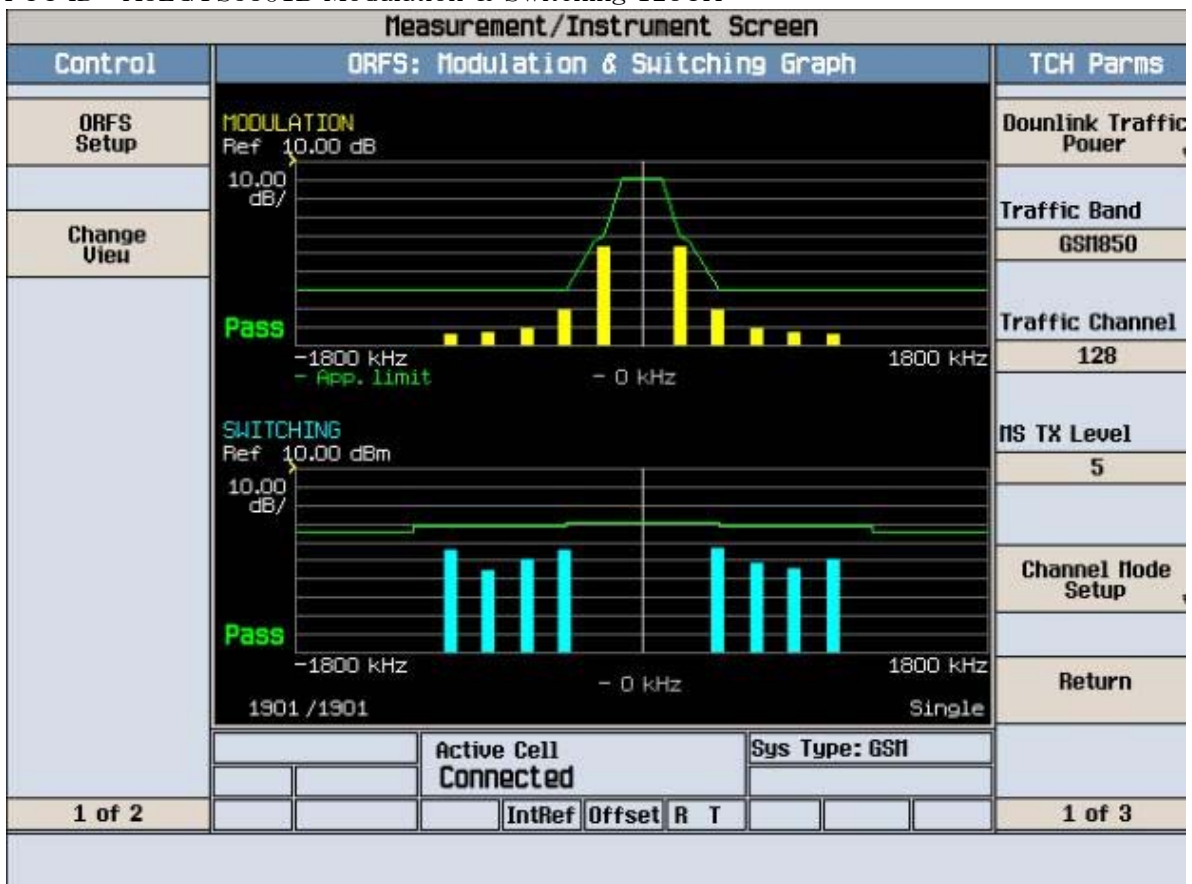 Measurement/Instrument Screen
Control
ORFS: Modulation & Switching Graph
TCH Parms
ORFS
Setup
Change
View
1 of 2
MODULATION
Ref 10.00 dB
10.00
dB/
Pass
-1800 kHz
1800 kHz
- App. limit
- 0 kHz
SWITCHING
Ref 10.00 dBm
10.00
dB/
Pass
-1800 kHz
1800 kHz
- 0 kHz
1901/1901
Single
Active Cell
Connected
Sys Type: GSM
IntRef
Offset
R T
Downlink Traffic
Power
Traffic Band
GSM850
Traffic Channel
128
MS TX Level
5
Channel Mode
Setup
Return
1 of 3